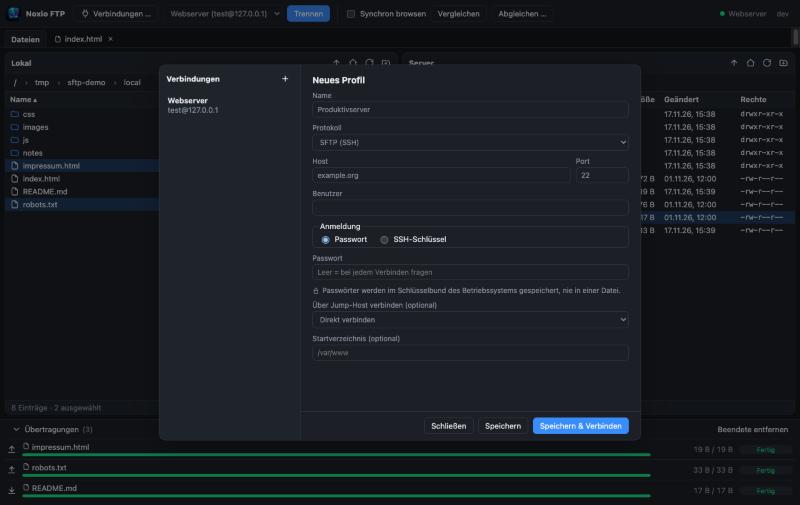 Noxio FTP
Verbindungen ...
Webserver (test@127.0.0.1)
Trennen
Synchron browsen
Vergleichen
Abgleichen ...
Webserver
dev
Dateien
index.html ×
Lokal
Server
/ › tmp › sftp-demo › local
Name
css
images
js
notes
impressum.html
index.html
README.md
robots.txt
8 Einträge · 2 ausgewählt
Verbindungen
+
Webserver
test@127.0.0.1
Neues Profil
Name
Produktivserver
Protokoll
SFTP (SSH)
Host
Port
example.org
22
Benutzer
Anmeldung
Passwort
SSH-Schlüssel
Passwort
Leer = bei jedem Verbinden fragen
Passwörter werden im Schlüsselbund des Betriebssystems gespeichert, nie in einer Datei.
Über Jump-Host verbinden (optional)
Direkt verbinden
Startverzeichnis (optional)
/var/www
Schließen
Speichern
Speichern & Verbinden
Geändert
Rechte
17.11.26, 15:38 drwxr-xr-x
17.11.26, 15:38 drwxr-xr-x
17.11.26, 15:38 drwxr-xr-x
17.11.26, 15:38 drwxr-xr-x
17.11.26, 15:38 drwxr-xr-x
01.11.26, 12:00 -rw-r--r--
17.11.26, 15:39 -rw-r--r--
01.11.26, 12:00 -rw-r--r--
01.11.26, 12:00 -rw-r--r--
17.11.26, 15:39 -rw-r--r--
Übertragungen (3)
Beendete entfernen
impressum.html
19 B / 19 B
Fertig
robots.txt
33 B / 33 B
Fertig
README.md
17 B / 17 B
Fertig